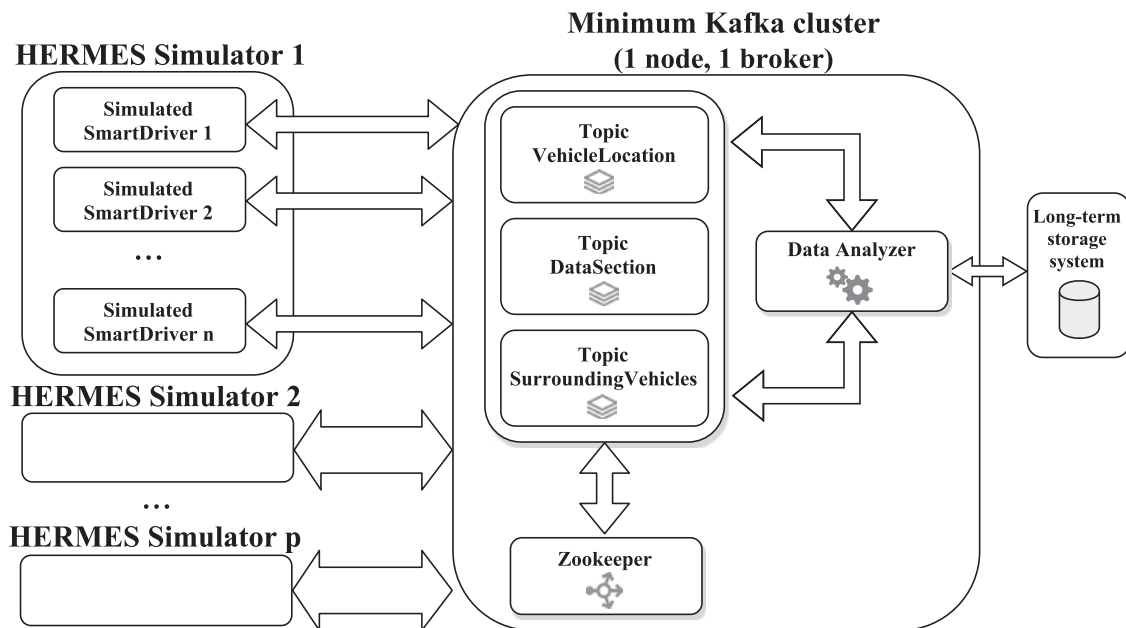 HERMES Simulator 1
Simulated
SmartDriver 1
Simulated
SmartDriver 2
...
Simulated
SmartDriver n
HERMES Simulator 2
...
HERMES Simulator p
Minimum Kafka cluster
(1 node, 1 broker)
Topic
VehicleLocation
Topic
DataSection
Topic
SurroundingVehicles
Zookeeper
Data Analyzer
Long-term
storage
system